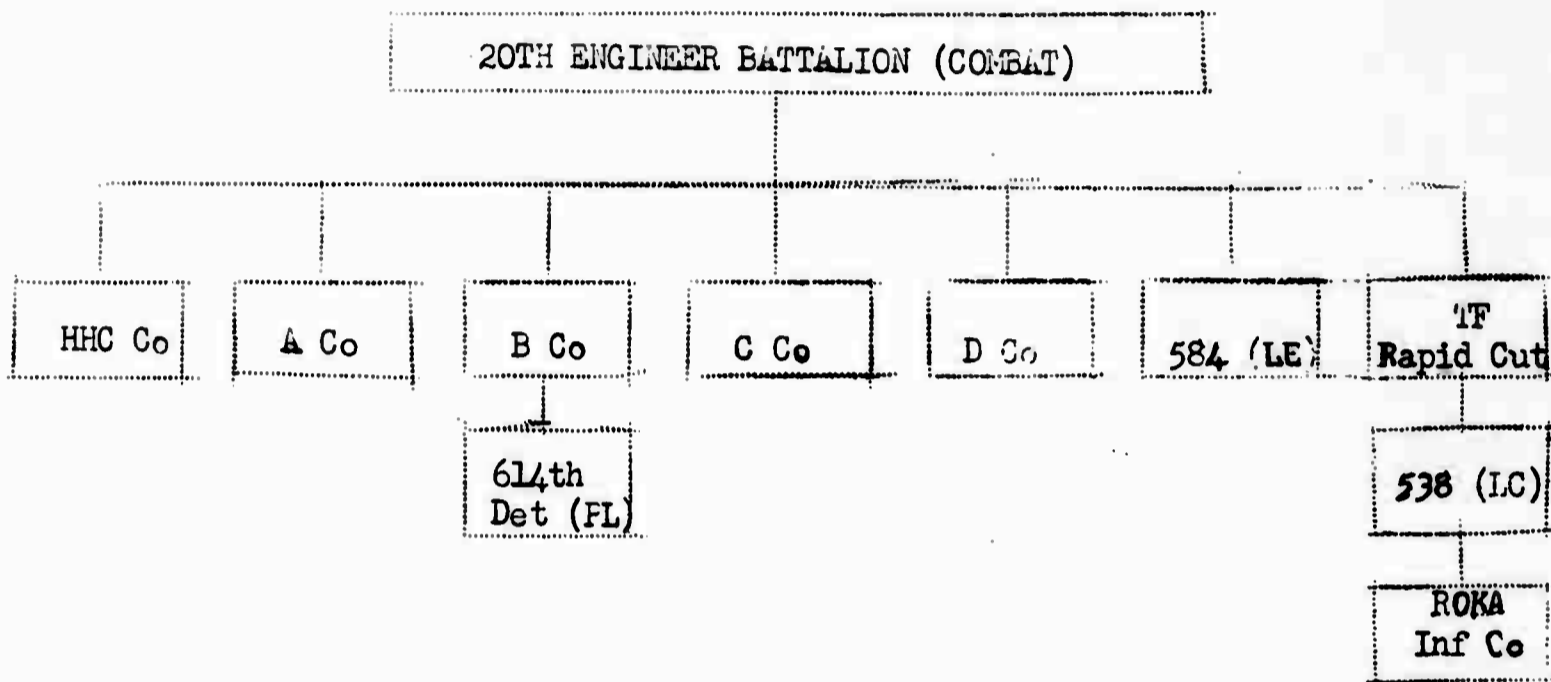 20TH ENGINEER BATTALION (COMBAT)
HHC Co
A Co
B Co
C Co
D Co
584 (LE)
TF
Rapid Cut
614th
Det (PL)
538 (LC)
ROKA
Inf Co